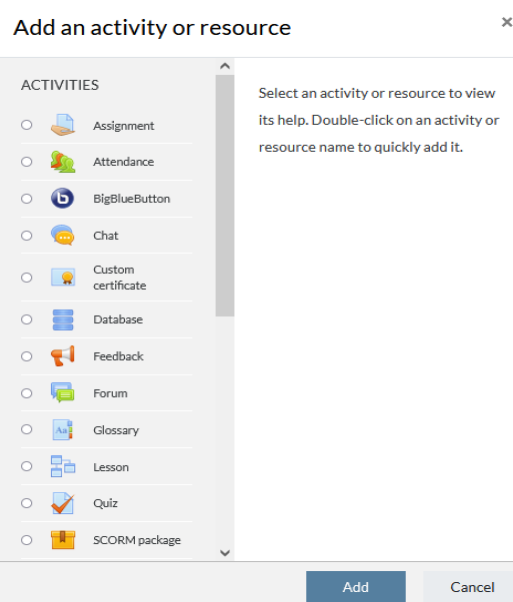 Add an activity or resource
×
ACTIVITIES
Assignment
Attendance
b
BigBlueButton
Chat
Custom
certificate
Database
Feedback
Forum
Aa
Glossary
Lesson
Quiz
SCORM package
Select an activity or resource to view
its help. Double-click on an activity or
resource name to quickly add it.
Add
Cancel